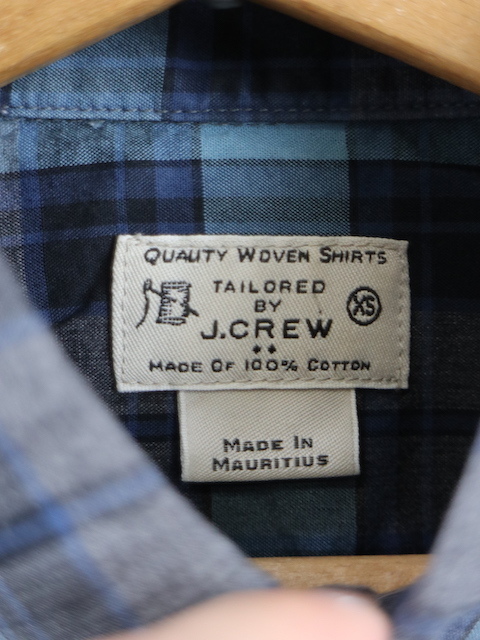 Quality Woven Shirts
TAILORED
BY
J.CREW
XS
Made Of 100% Cotton
Made In
Mauritius